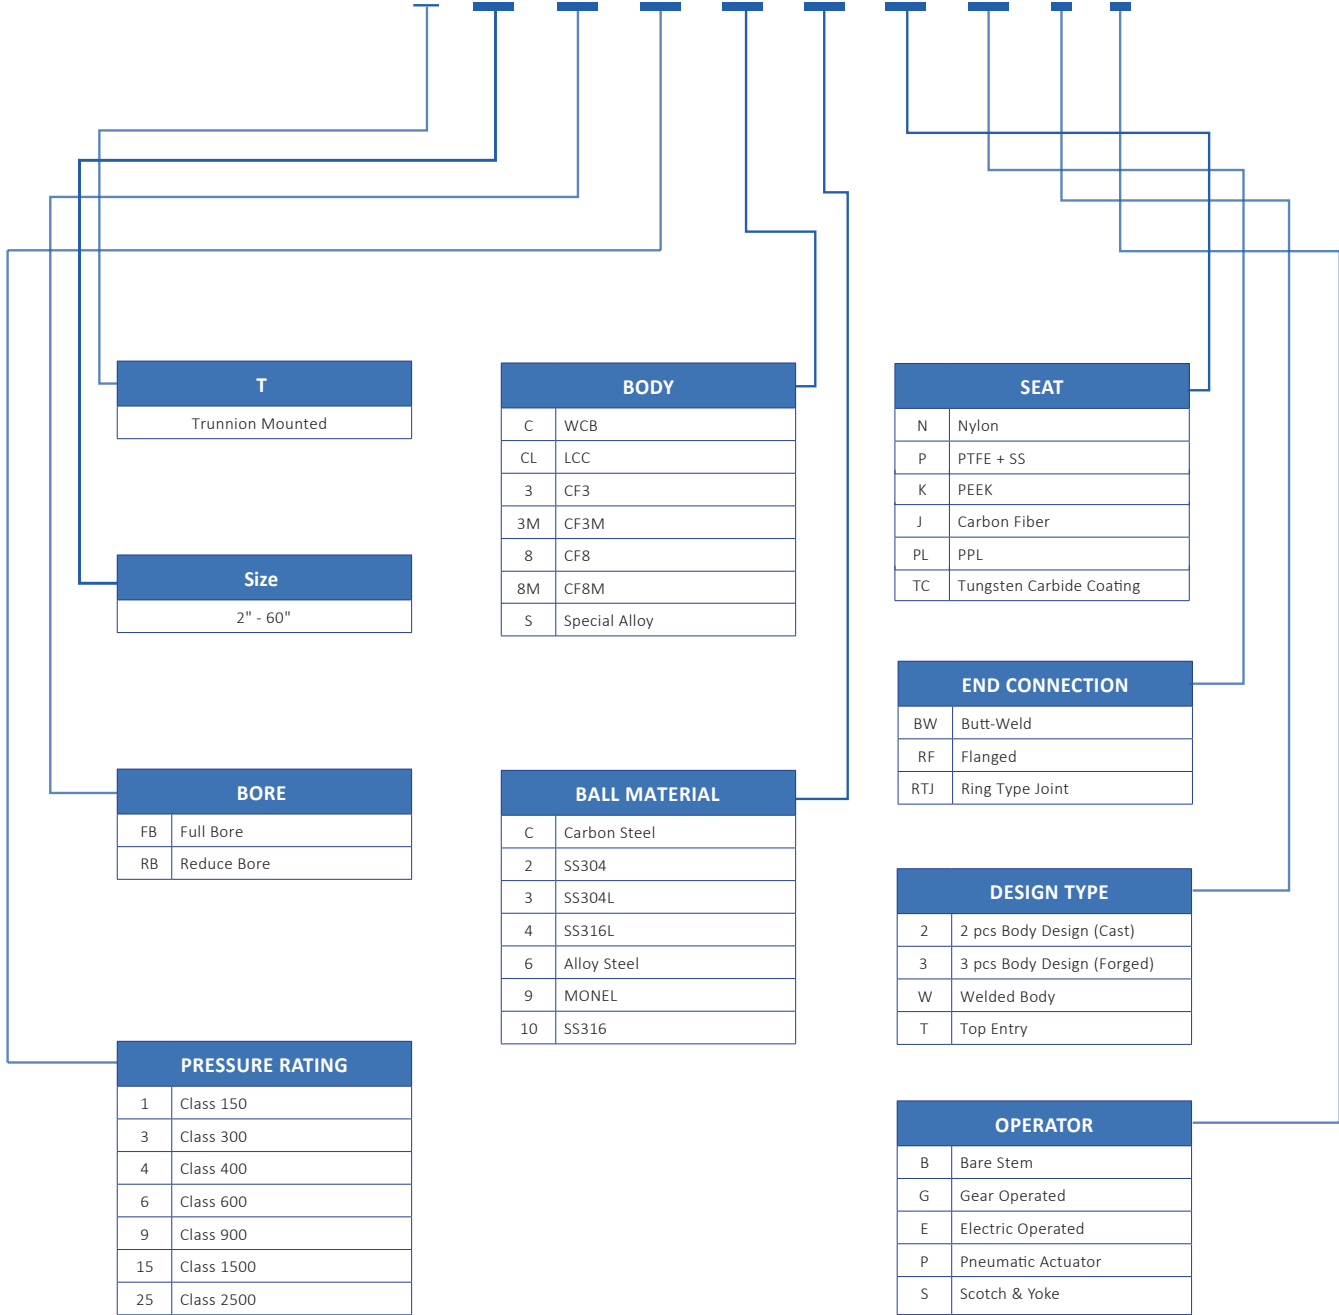 T
Trunnion Mounted
Size
2" - 60"
BORE
FB Full Bore
RB Reduce Bore
PRESSURE RATING
1 Class 150
3 Class 300
4 Class 400
6 Class 600
9 Class 900
15 Class 1500
25 Class 2500
BODY
C WCB
CL LCC
3 CF3
3M CF3M
8 CF8
8M CF8M
S Special Alloy
BALL MATERIAL
C Carbon Steel
2 SS304
3 SS304L
4 SS316L
6 Alloy Steel
9 MONEL
10 SS316
SEAT
N Nylon
P PTFE + SS
K PEEK
J Carbon Fiber
PL PPL
TC Tungsten Carbide Coating
END CONNECTION
BW Butt-Weld
RF Flanged
RTJ Ring Type Joint
DESIGN TYPE
2 2 pcs Body Design (Cast)
3 3 pcs Body Design (Forged)
W Welded Body
T Top Entry
OPERATOR
B Bare Stem
G Gear Operated
E Electric Operated
P Pneumatic Actuator
S Scotch & Yoke